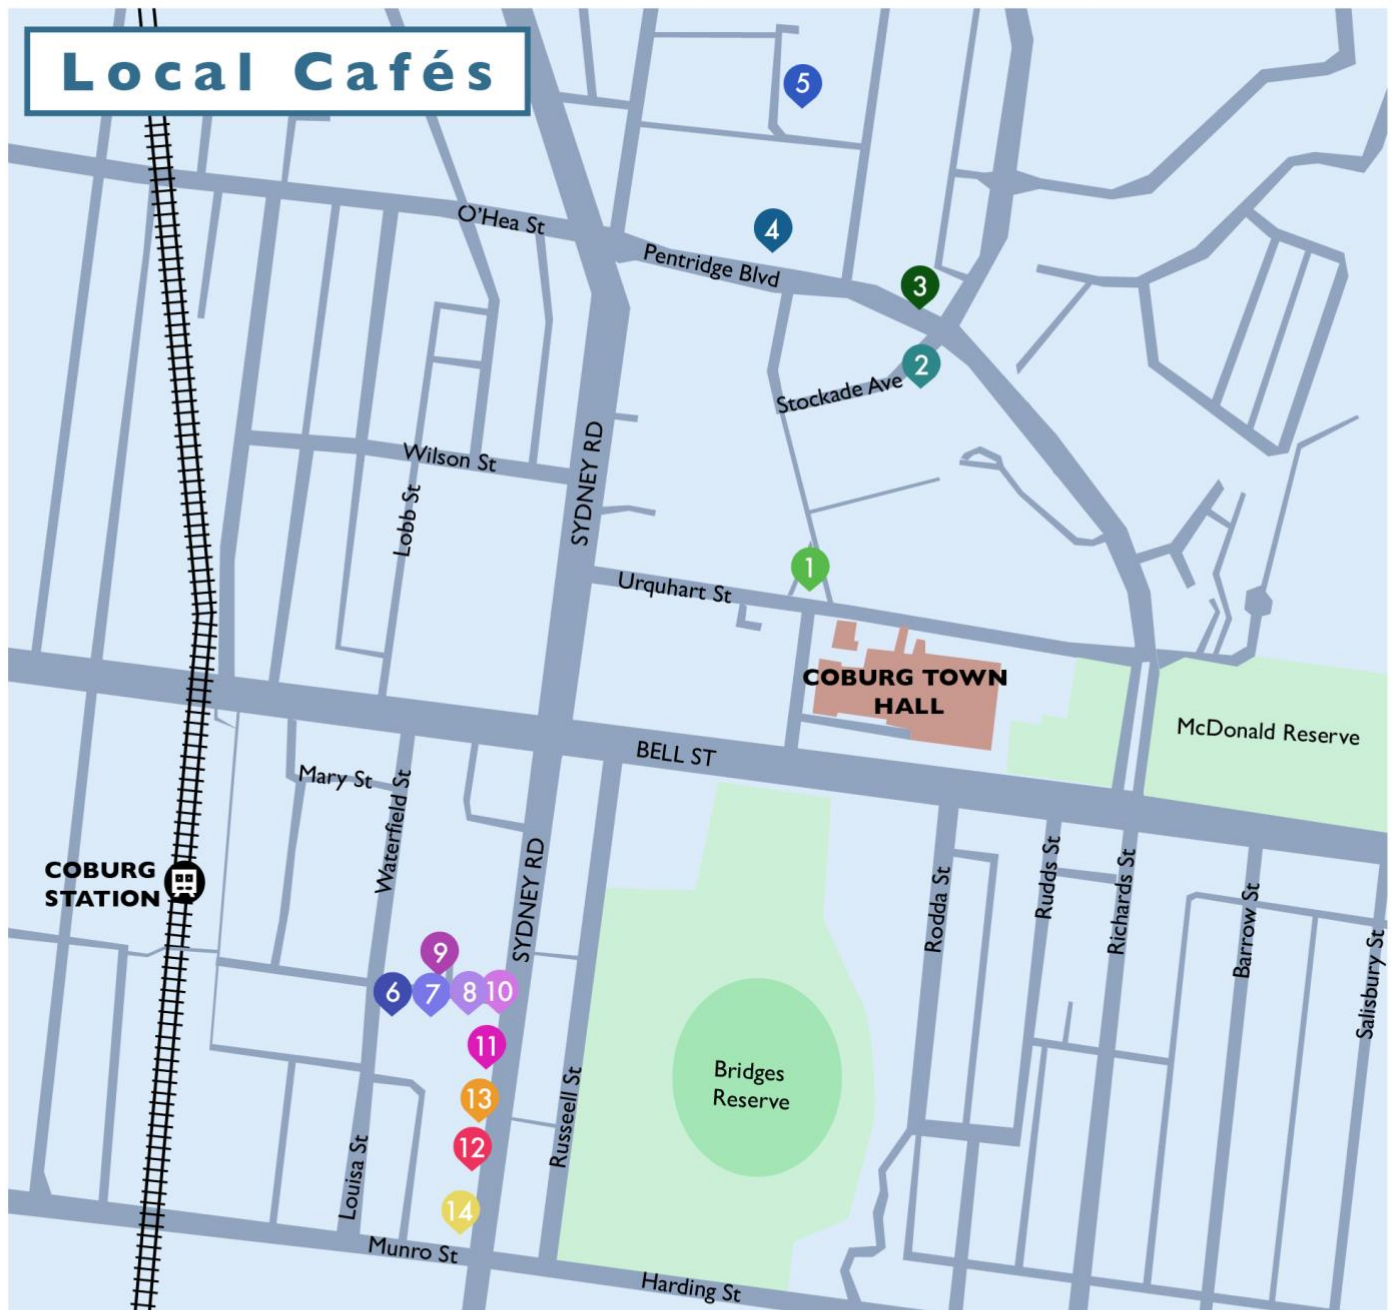 Local Cafés
5
O'Hea St
4
Pentridge Blvd
3
2
Stockade Ave
Wilson St
SYDNEY RD
Lobb St
1
Urquhart St
COBURG TOWN
HALL
McDonald Reserve
BELL ST
Mary St
Waterfield St
COBURG
STATION
SYDNEY RD
Rodda St
Rudds St
Richards St
Barrow St
Salisbury St
9
6
7
8
10
11
13
12
14
Bridges
Reserve
Russeell St
Louisa St
Munro St
Harding St